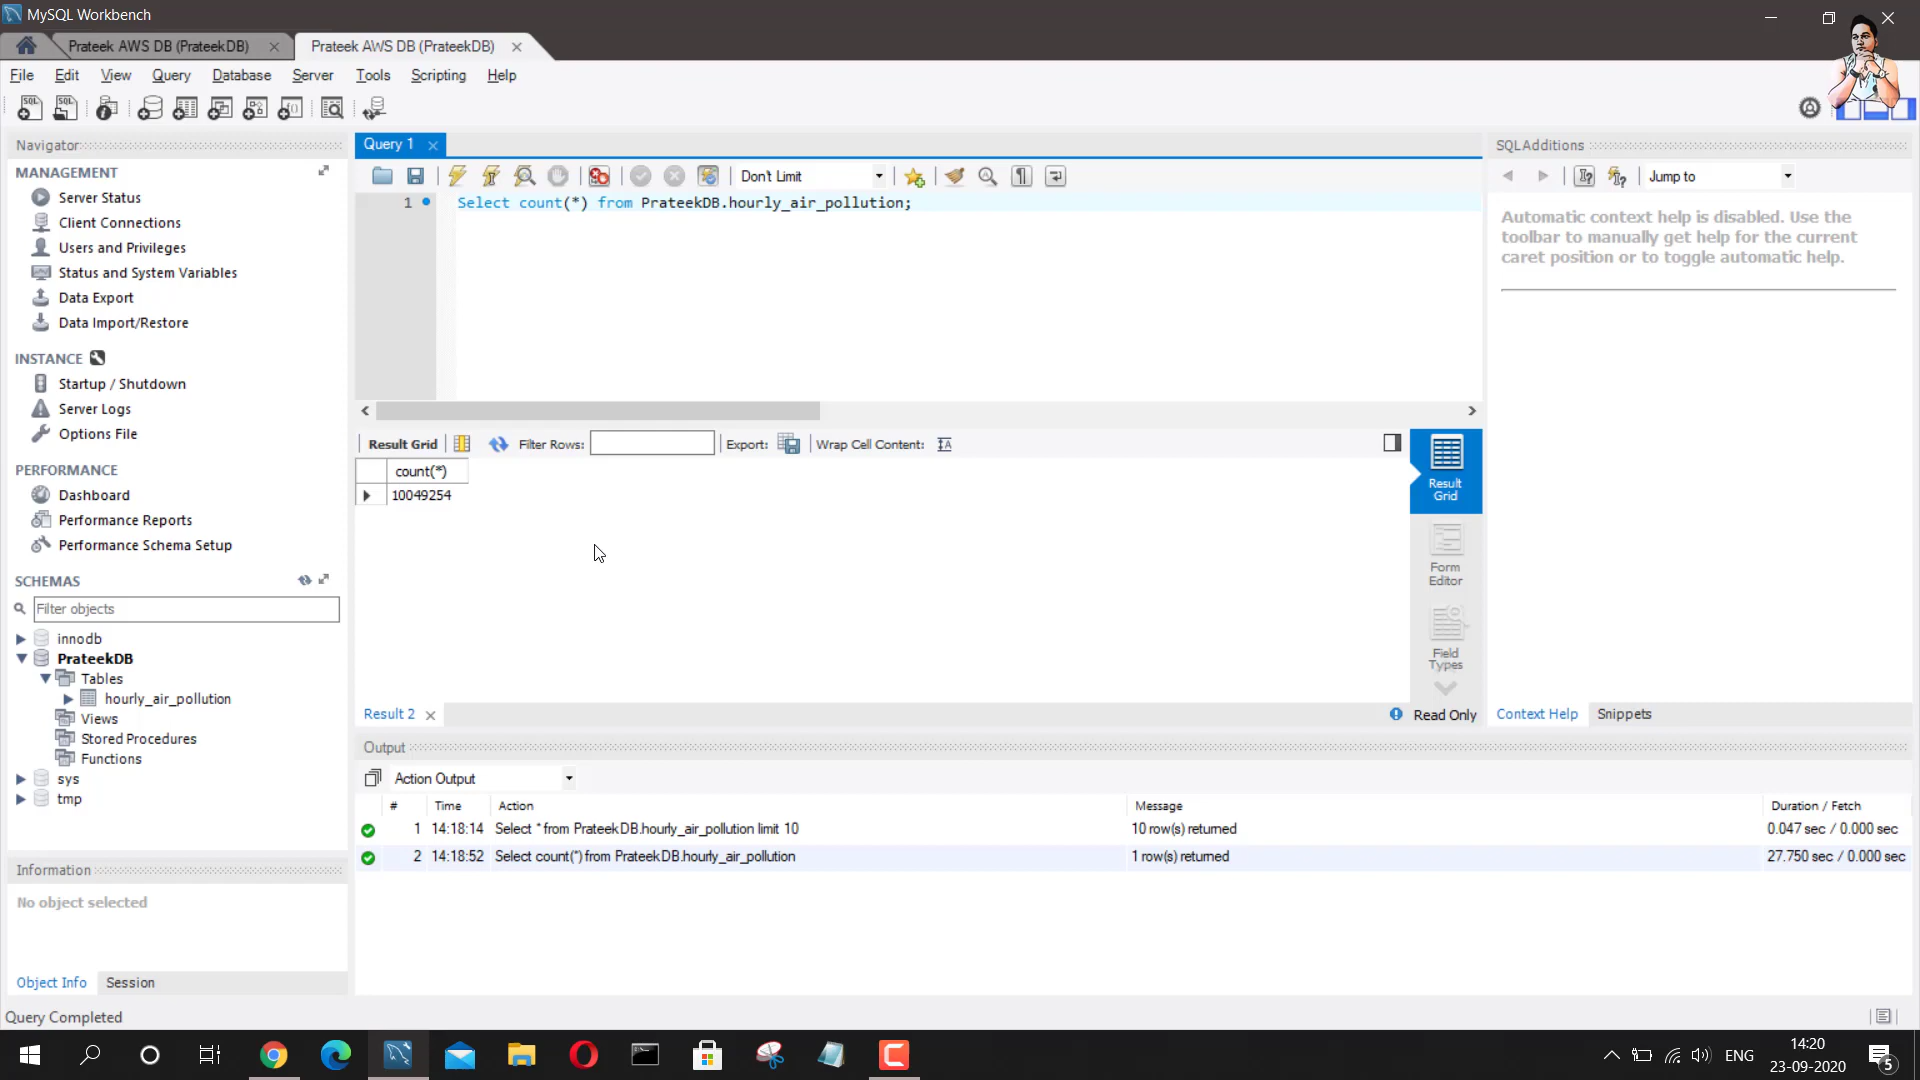 MySQL Workbench
Prateek AWS DB (PrateekDB)
Prateek AWS DB (PrateekDB)
File Edit View Query Database Server Tools Scripting Help
Navigator
MANAGEMENT
Server Status
Client Connections
Users and Privileges
Status and System Variables
Data Export
Data Import/Restore
INSTANCE
Startup / Shutdown
Server Logs
Options File
PERFORMANCE
Dashboard
Performance Reports
Performance Schema Setup
SCHEMAS
Filter objects
innodb
PrateekDB
Tables
hourly_air_pollution
Views
Stored Procedures
Functions
sys
tmp
Information
No object selected
Object Info Session
Query 1
Don't Limit
1 Select count(*) from PrateekDB.hourly_air_pollution;
Result Grid Filter Rows: Export: Wrap Cell Content:
count(*)
10049254
Result Grid
Form Editor
Field Types
Result 2
Read Only
SQLAdditions
Jump to
Automatic context help is disabled. Use the
toolbar to manually get help for the current
caret position or to toggle automatic help.
Context Help Snippets
Output
Action Output
# Time Action Message Duration / Fetch
1 14:18:14 Select * from PrateekDB.hourly_air_pollution limit 10 10 row(s) returned 0.047 sec / 0.000 sec
2 14:18:52 Select count(*) from PrateekDB.hourly_air_pollution 1 row(s) returned 27.750 sec / 0.000 sec
Query Completed
ENG
14:20
23-09-2020
5